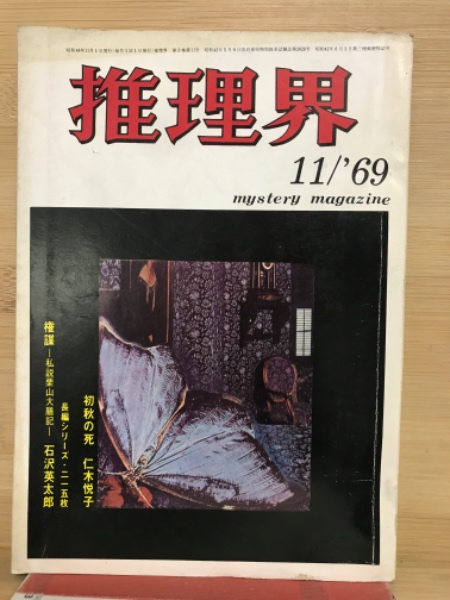 推理界
11/'69
mystery magazine
初秋の死 仁木悦子
長編シリーズ・二一五枚
権謀 ―私説栗山大膳記― 石沢英太郎